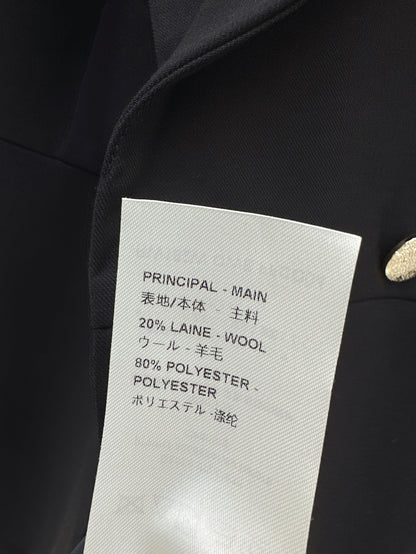 PRINCIPAL - MAIN
表地/本体 - 主料
20% LAINE - WOOL
ウール - 羊毛
80% POLYESTER -
POLYESTER
ポリエステル - 涤纶